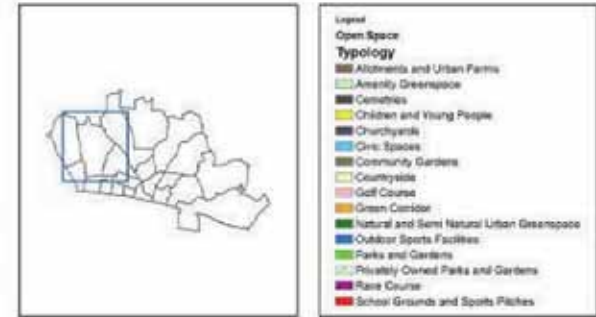 Legend
Open Space
Typology
Allotments and Urban Farms
Amenity Greenspace
Cemetries
Children and Young People
Churchyards
Civic Spaces
Community Gardens
Countryside
Golf Course
Green Corridor
Natural and Semi Natural Urban Greenspace
Outdoor Sports Facilities
Parks and Gardens
Privately Owned Parks and Gardens
Race Course
School Grounds and Sports Pitches